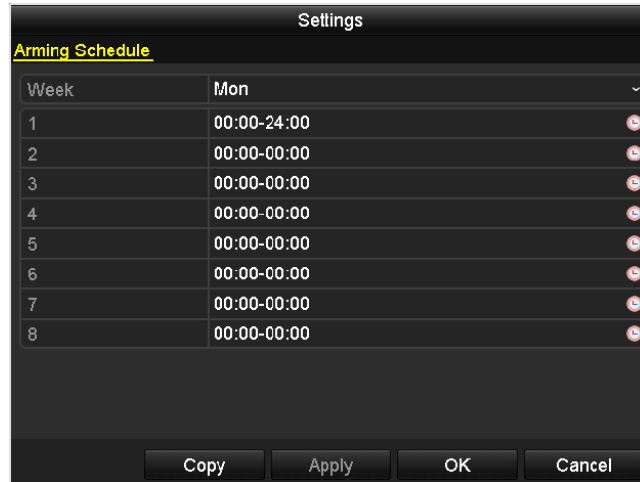 Settings
Arming Schedule
Week Mon
1 00:00-24:00
2 00:00-00:00
3 00:00-00:00
4 00:00-00:00
5 00:00-00:00
6 00:00-00:00
7 00:00-00:00
8 00:00-00:00
Copy Apply OK Cancel